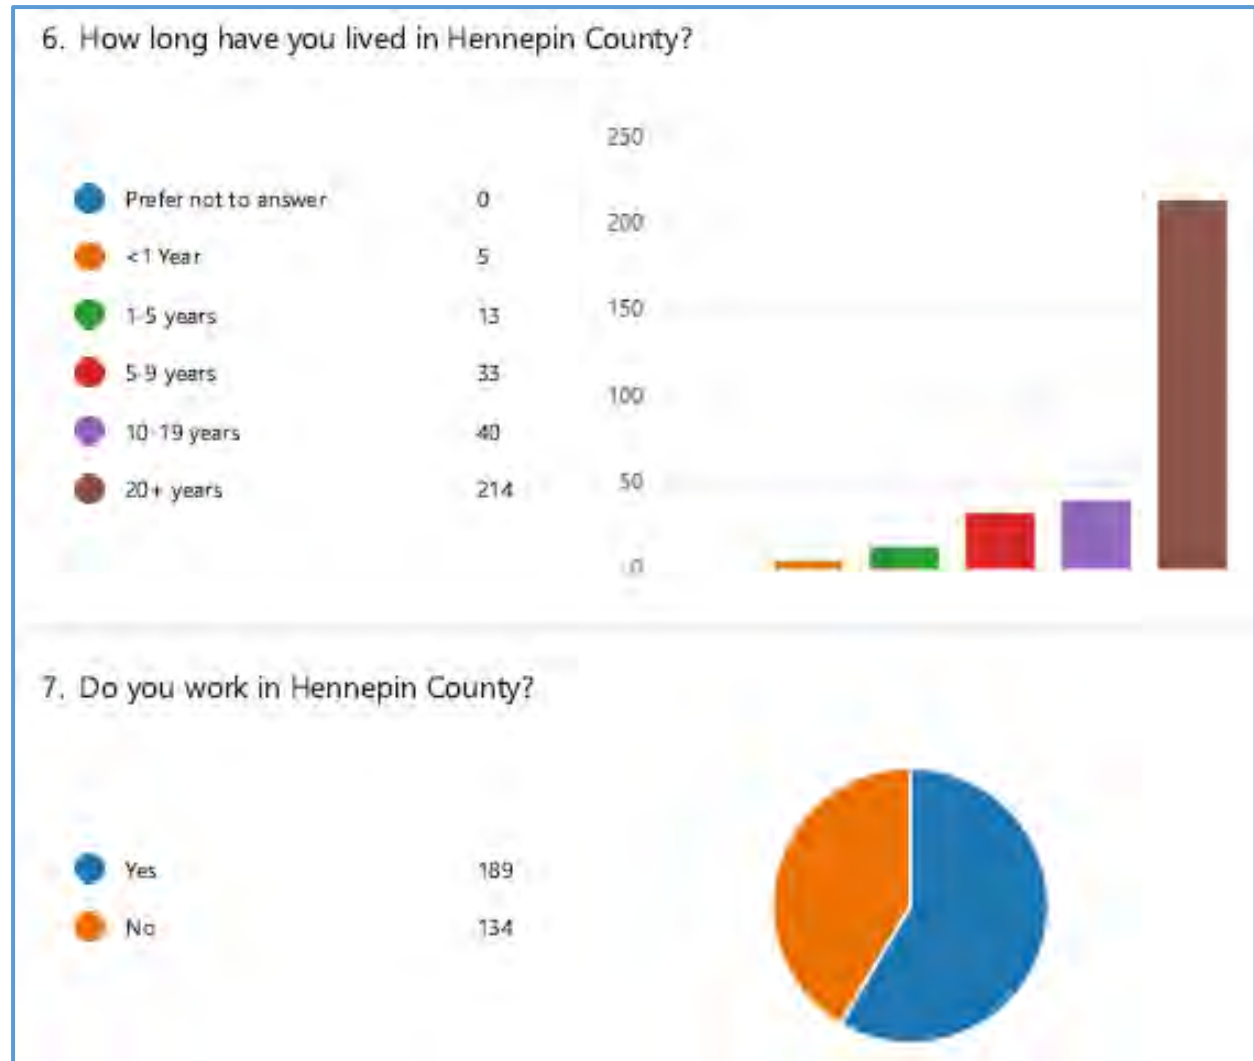 6. How long have you lived in Hennepin County?
Prefer not to answer 0
<1 Year 5
1-5 years 13
5-9 years 33
10-19 years 40
20+ years 214
250
200
150
100
50
0
7. Do you work in Hennepin County?
Yes 189
No 134